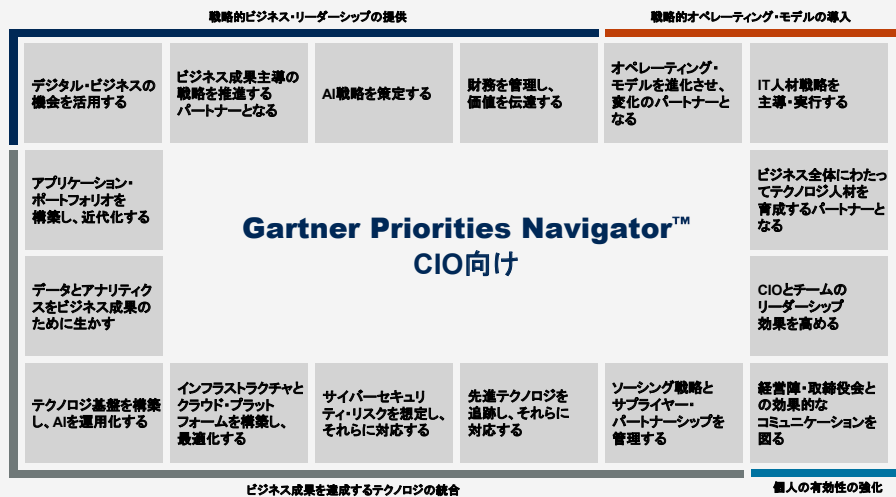 戦略的ビジネス・リーダーシップの提供
戦略的オペレーティング・モデルの導入
デジタル・ビジネスの
機会を活用する
ビジネス成果主導の
戦略を推進する
パートナーとなる
AI戦略を策定する
財務を管理し、
価値を伝達する
オペレーティング・
モデルを進化させ、
変化のパートナーと
なる
IT人材戦略を
主導・実行する
アプリケーション・
ポートフォリオを
構築し、近代化する
ビジネス全体にわたっ
てテクノロジ人材を
育成するパートナーと
なる
Gartner Priorities Navigator™
CIO向け
データとアナリティク
スをビジネス成果の
ために生かす
CIOとチームの
リーダーシップ
効果を高める
テクノロジ基盤を構築
し、AIを運用化する
インフラストラクチャと
クラウド・プラット
フォームを構築し、
最適化する
サイバーセキュリ
ティ・リスクを想定し、
それらに対応する
先進テクノロジを
追跡し、それらに
対応する
ソーシング戦略と
サプライヤー・
パートナーシップを
管理する
経営陣・取締役会と
の効果的な
コミュニケーションを
図る
ビジネス成果を達成するテクノロジの統合
個人の有効性の強化